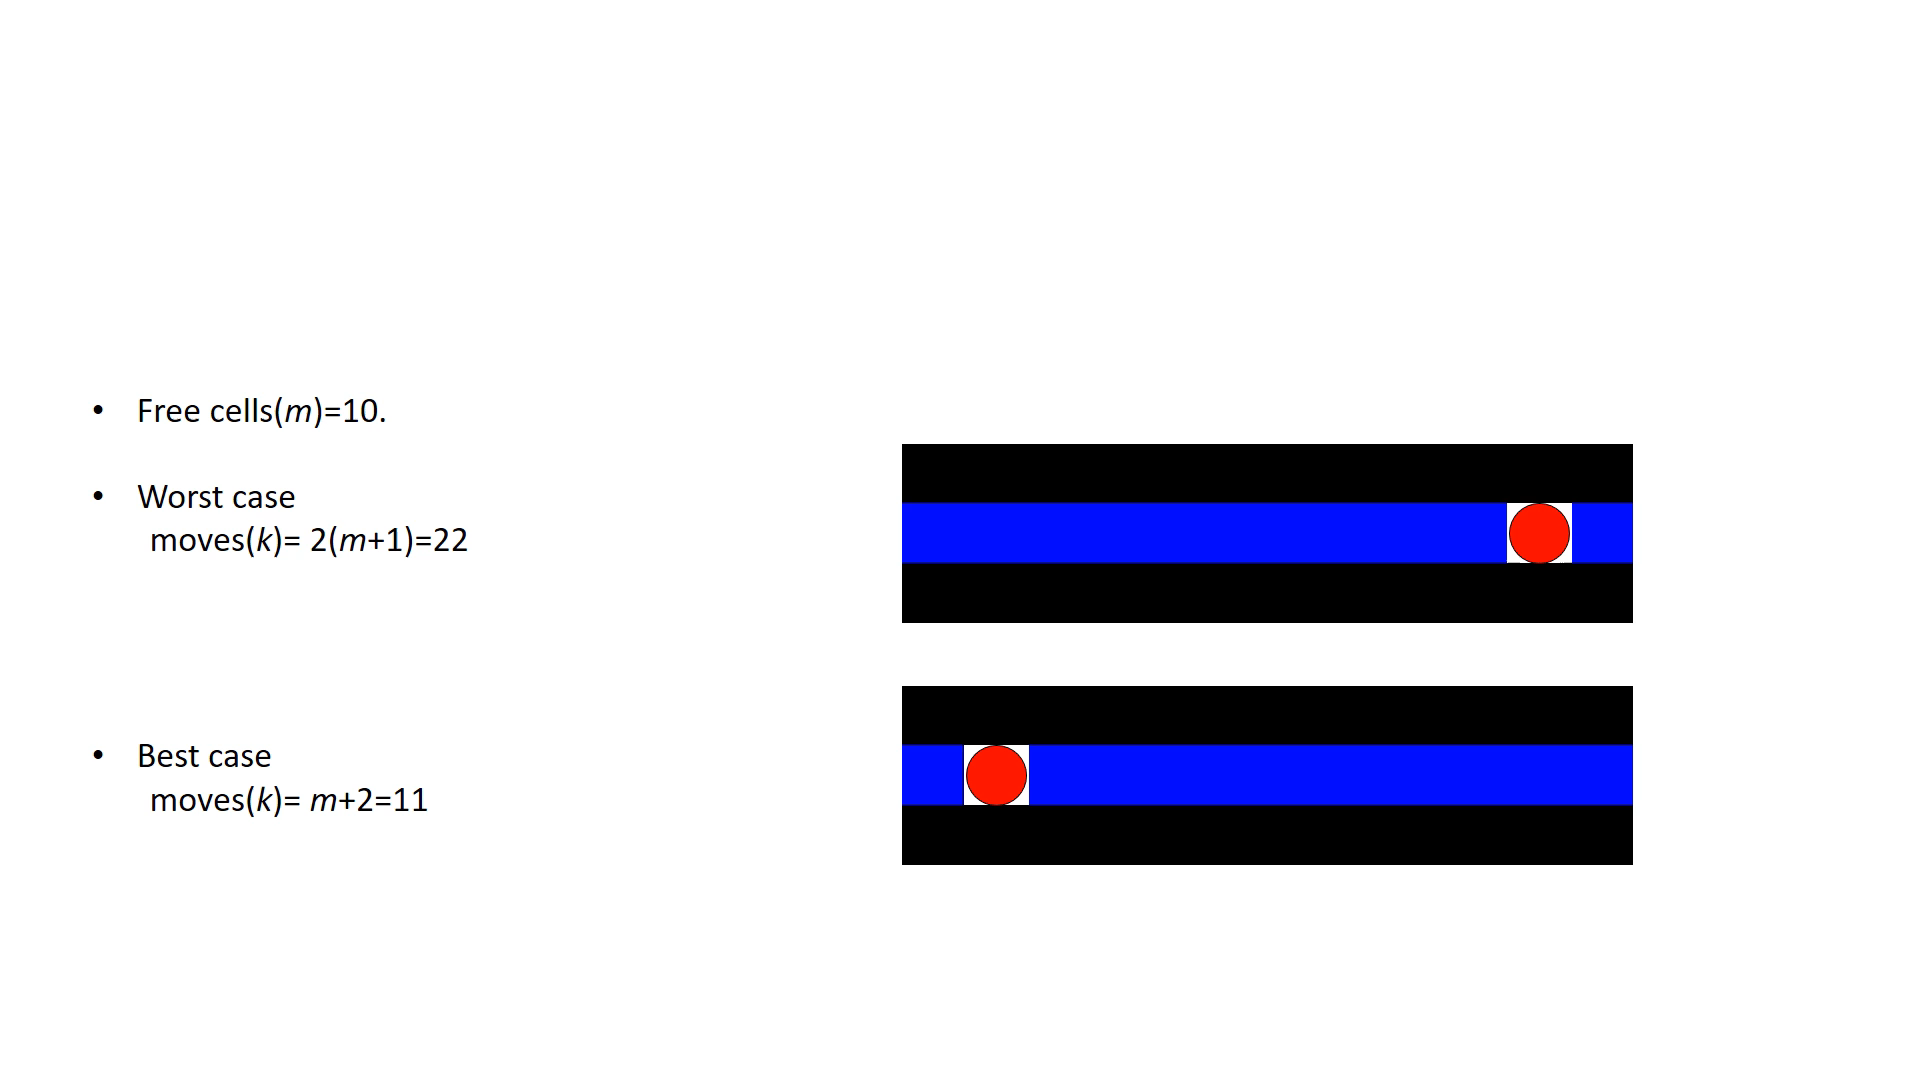 • Free cells(m)=10.
• Worst case
moves(k)= 2(m+1)=22
• Best case
moves(k)= m+2=11